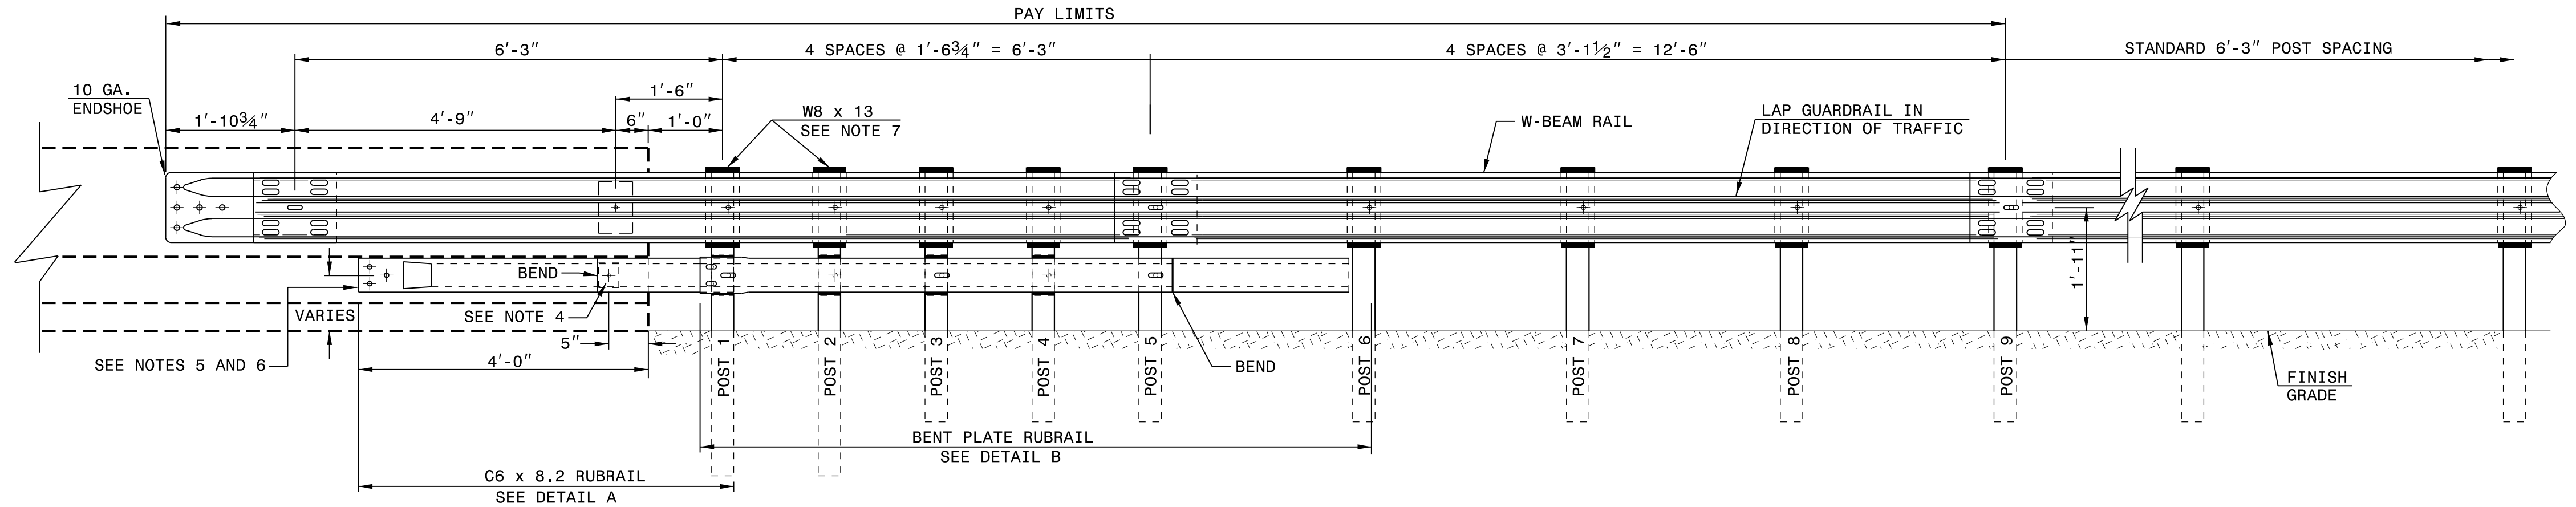 PAY LIMITS
6'-3"
4 SPACES @ 1'-6¾" = 6'-3"
4 SPACES @ 3'-1½" = 12'-6"
STANDARD 6'-3" POST SPACING
10 GA.
ENDSHOE
1'-6"
1'-10¾"
4'-9"
6"
1'-0"
W8 x 13
SEE NOTE 7
W-BEAM RAIL
LAP GUARDRAIL IN
DIRECTION OF TRAFFIC
BEND
1'-11"
VARIES
SEE NOTE 4
5"
SEE NOTES 5 AND 6
4'-0"
POST 1
POST 2
POST 3
POST 4
POST 5
POST 6
POST 7
POST 8
POST 9
BEND
FINISH
GRADE
BENT PLATE RUBRAIL
SEE DETAIL B
C6 x 8.2 RUBRAIL
SEE DETAIL A